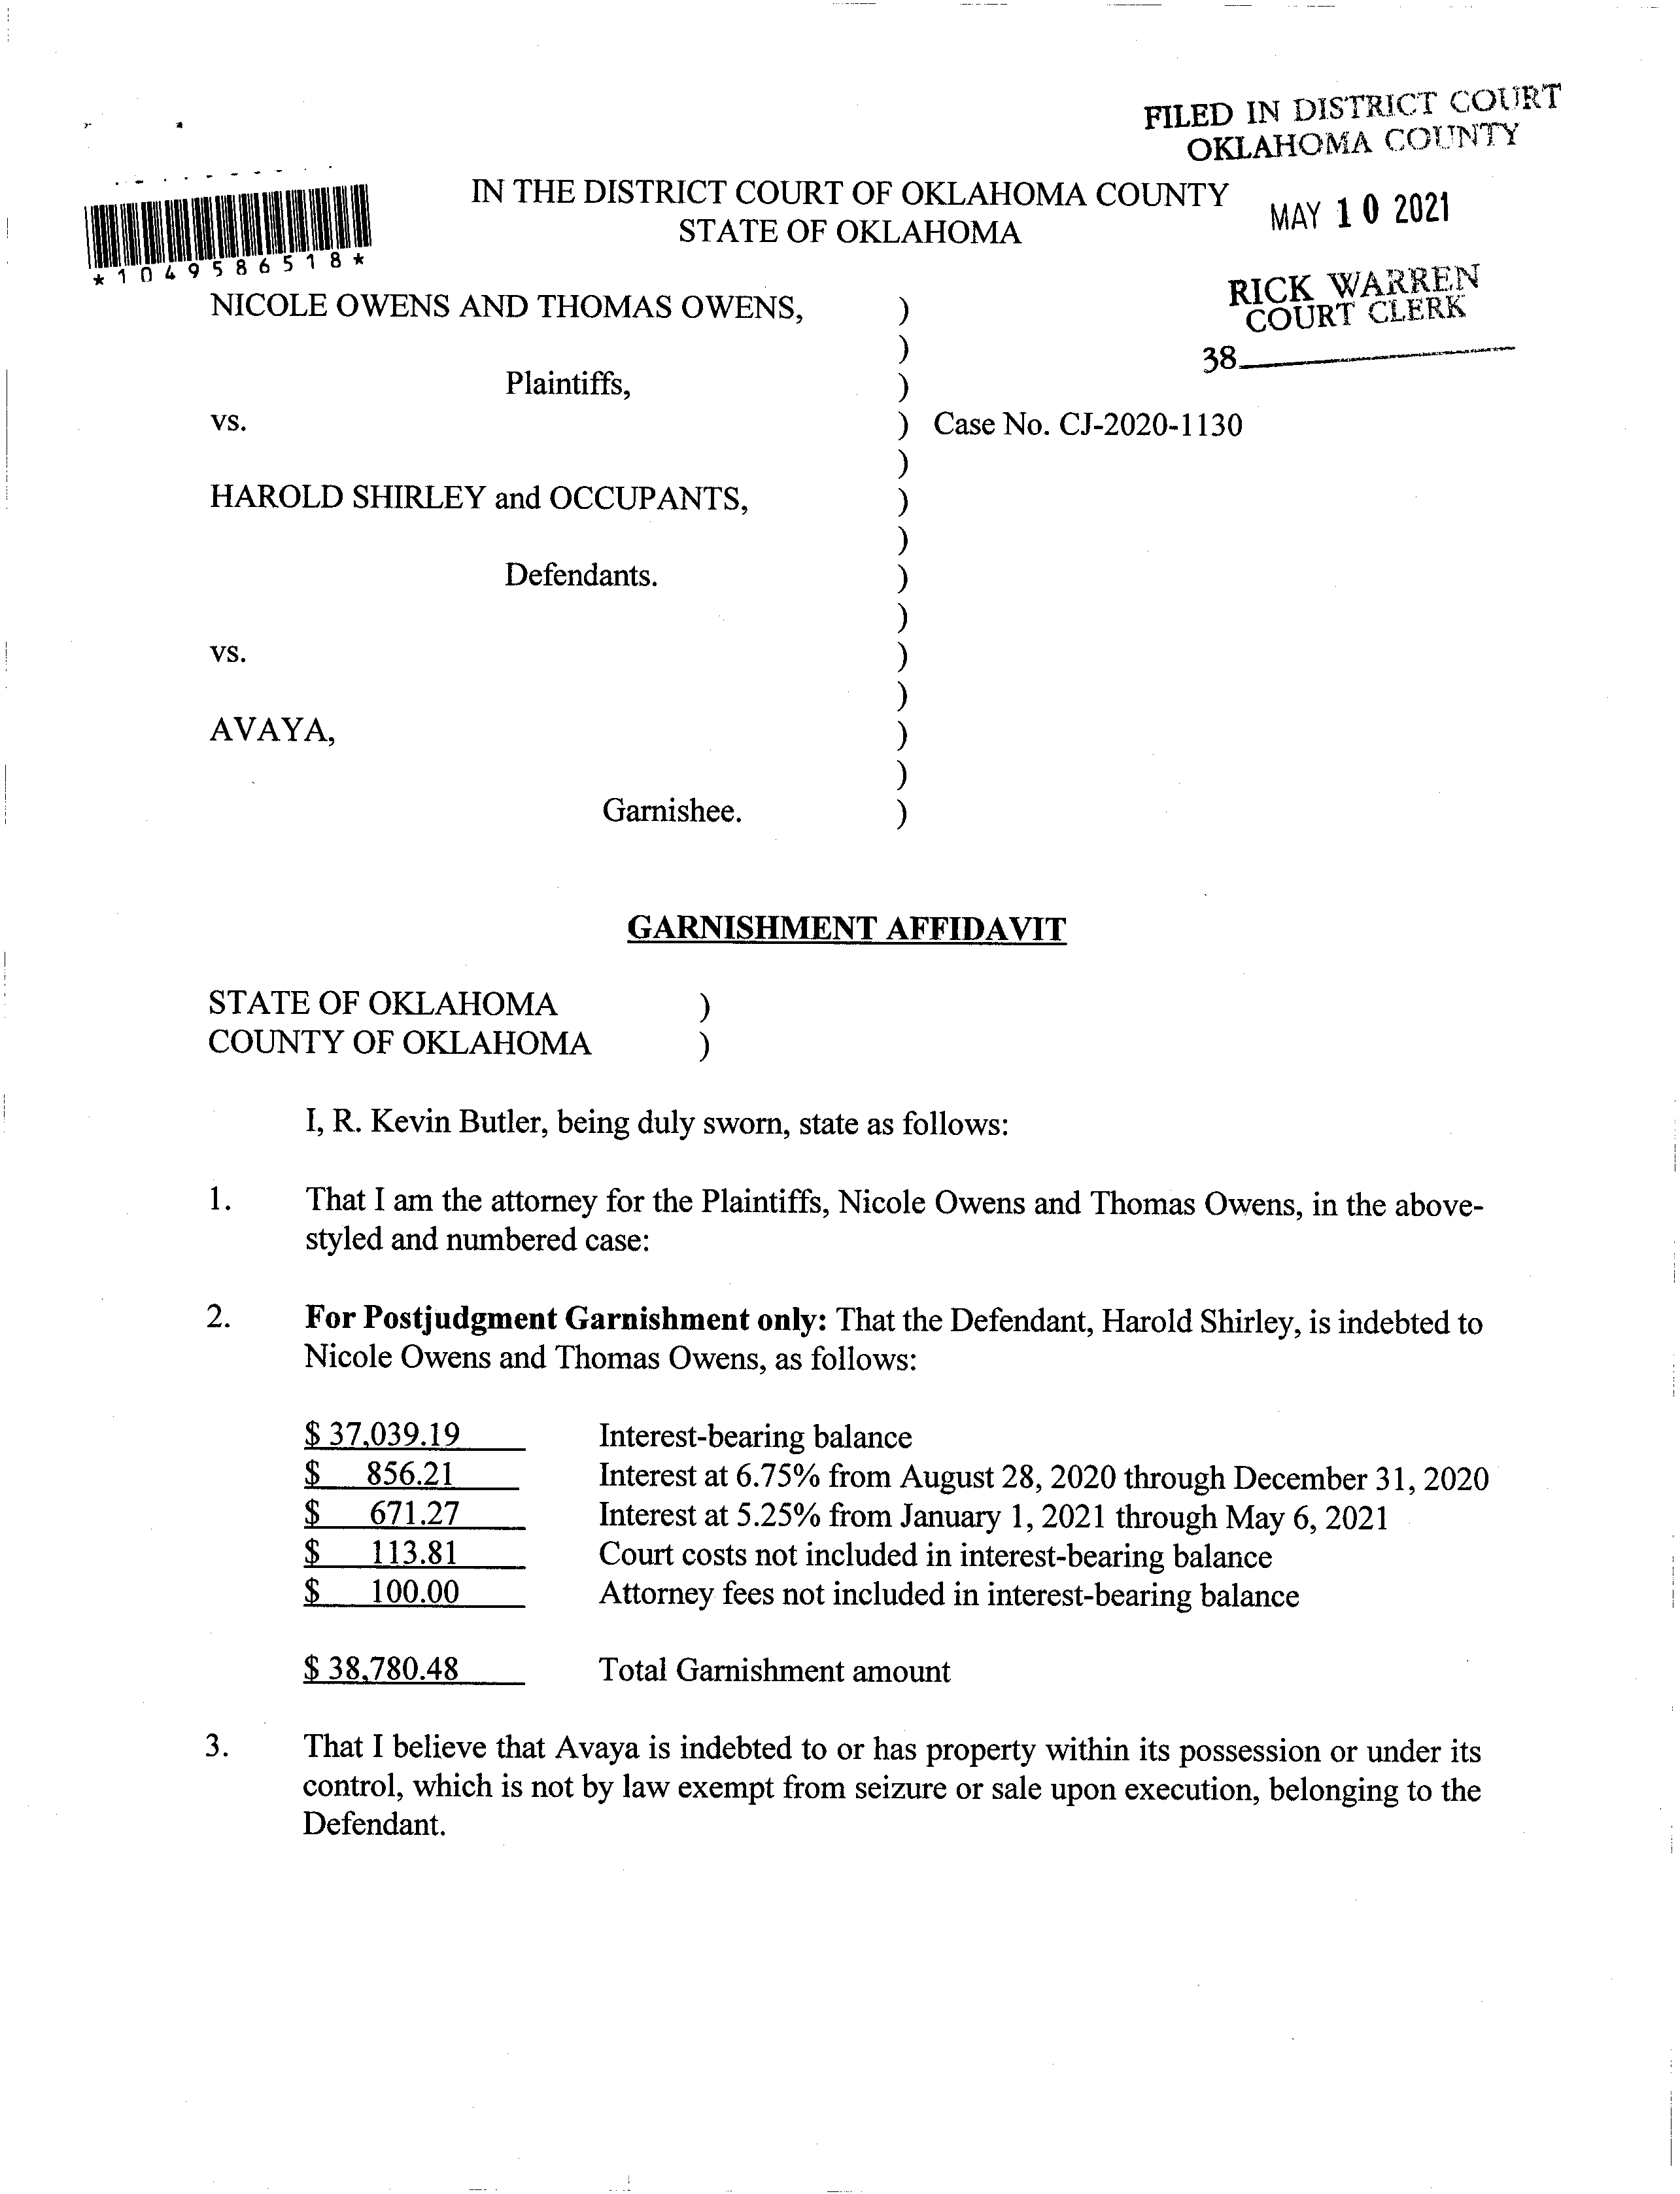 FILED IN DISTRICT COURT
OKLAHOMA COUNTY
IN THE DISTRICT COURT OF OKLAHOMA COUNTY
STATE OF OKLAHOMA
MAY 10 2021
*1049586518*
RICK WARREN
COURT CLERK
38
NICOLE OWENS AND THOMAS OWENS, )
)
Plaintiffs, )
vs. ) Case No. CJ-2020-1130
)
HAROLD SHIRLEY and OCCUPANTS, )
)
Defendants. )
)
vs. )
)
AVAYA, )
)
Garnishee. )
GARNISHMENT AFFIDAVIT
STATE OF OKLAHOMA )
COUNTY OF OKLAHOMA )
I, R. Kevin Butler, being duly sworn, state as follows:
1. That I am the attorney for the Plaintiffs, Nicole Owens and Thomas Owens, in the above-
styled and numbered case:
2. For Postjudgment Garnishment only: That the Defendant, Harold Shirley, is indebted to
Nicole Owens and Thomas Owens, as follows:
$ 37,039.19 Interest-bearing balance
$ 856.21 Interest at 6.75% from August 28, 2020 through December 31, 2020
$ 671.27 Interest at 5.25% from January 1, 2021 through May 6, 2021
$ 113.81 Court costs not included in interest-bearing balance
$ 100.00 Attorney fees not included in interest-bearing balance
$ 38,780.48 Total Garnishment amount
3. That I believe that Avaya is indebted to or has property within its possession or under its
control, which is not by law exempt from seizure or sale upon execution, belonging to the
Defendant.